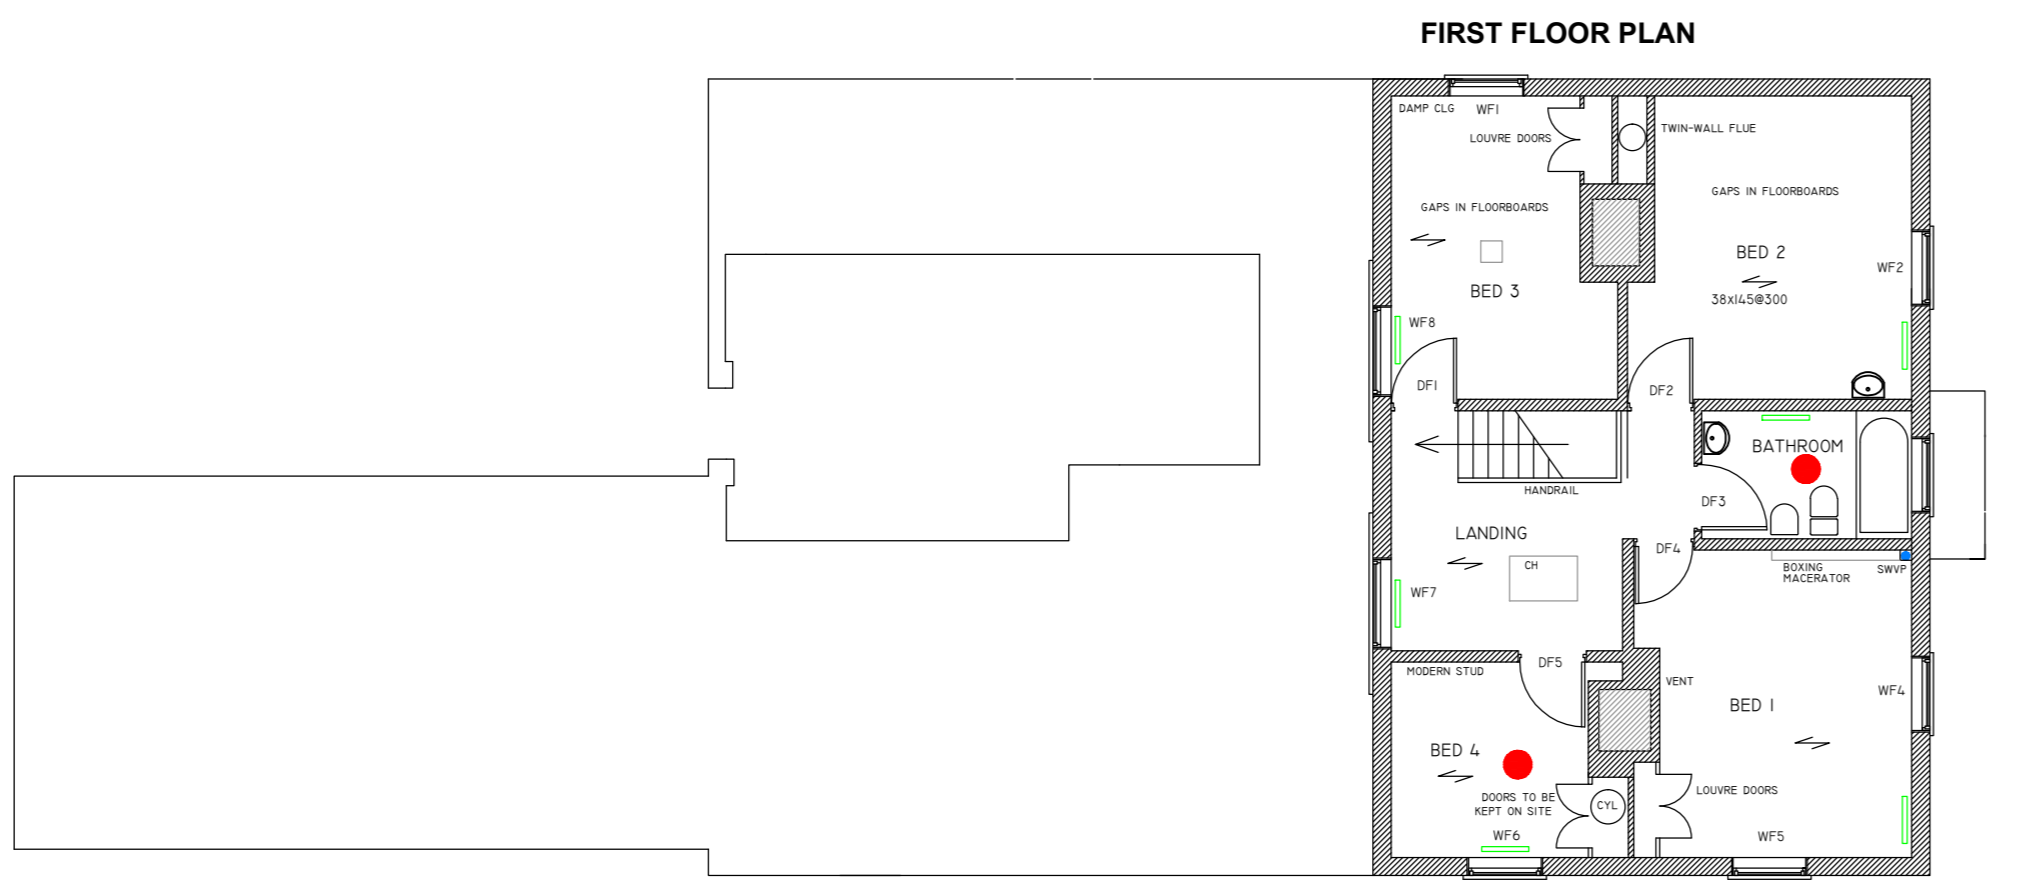 FIRST FLOOR PLAN
DAMP CLG
WF1
LOUVRE DOORS
TWIN-WALL FLUE
GAPS IN FLOORBOARDS
GAPS IN FLOORBOARDS
BED 2
WF2
BED 3
38x145@300
WF8
DF1
DF2
BATHROOM
HANDRAIL
DF3
LANDING
DF4
CH
BOXING
MACERATOR
SWVP
WF7
DF5
MODERN STUD
VENT
WF4
BED 1
BED 4
DOORS TO BE
KEPT ON SITE
CYL
LOUVRE DOORS
WF6
WF5